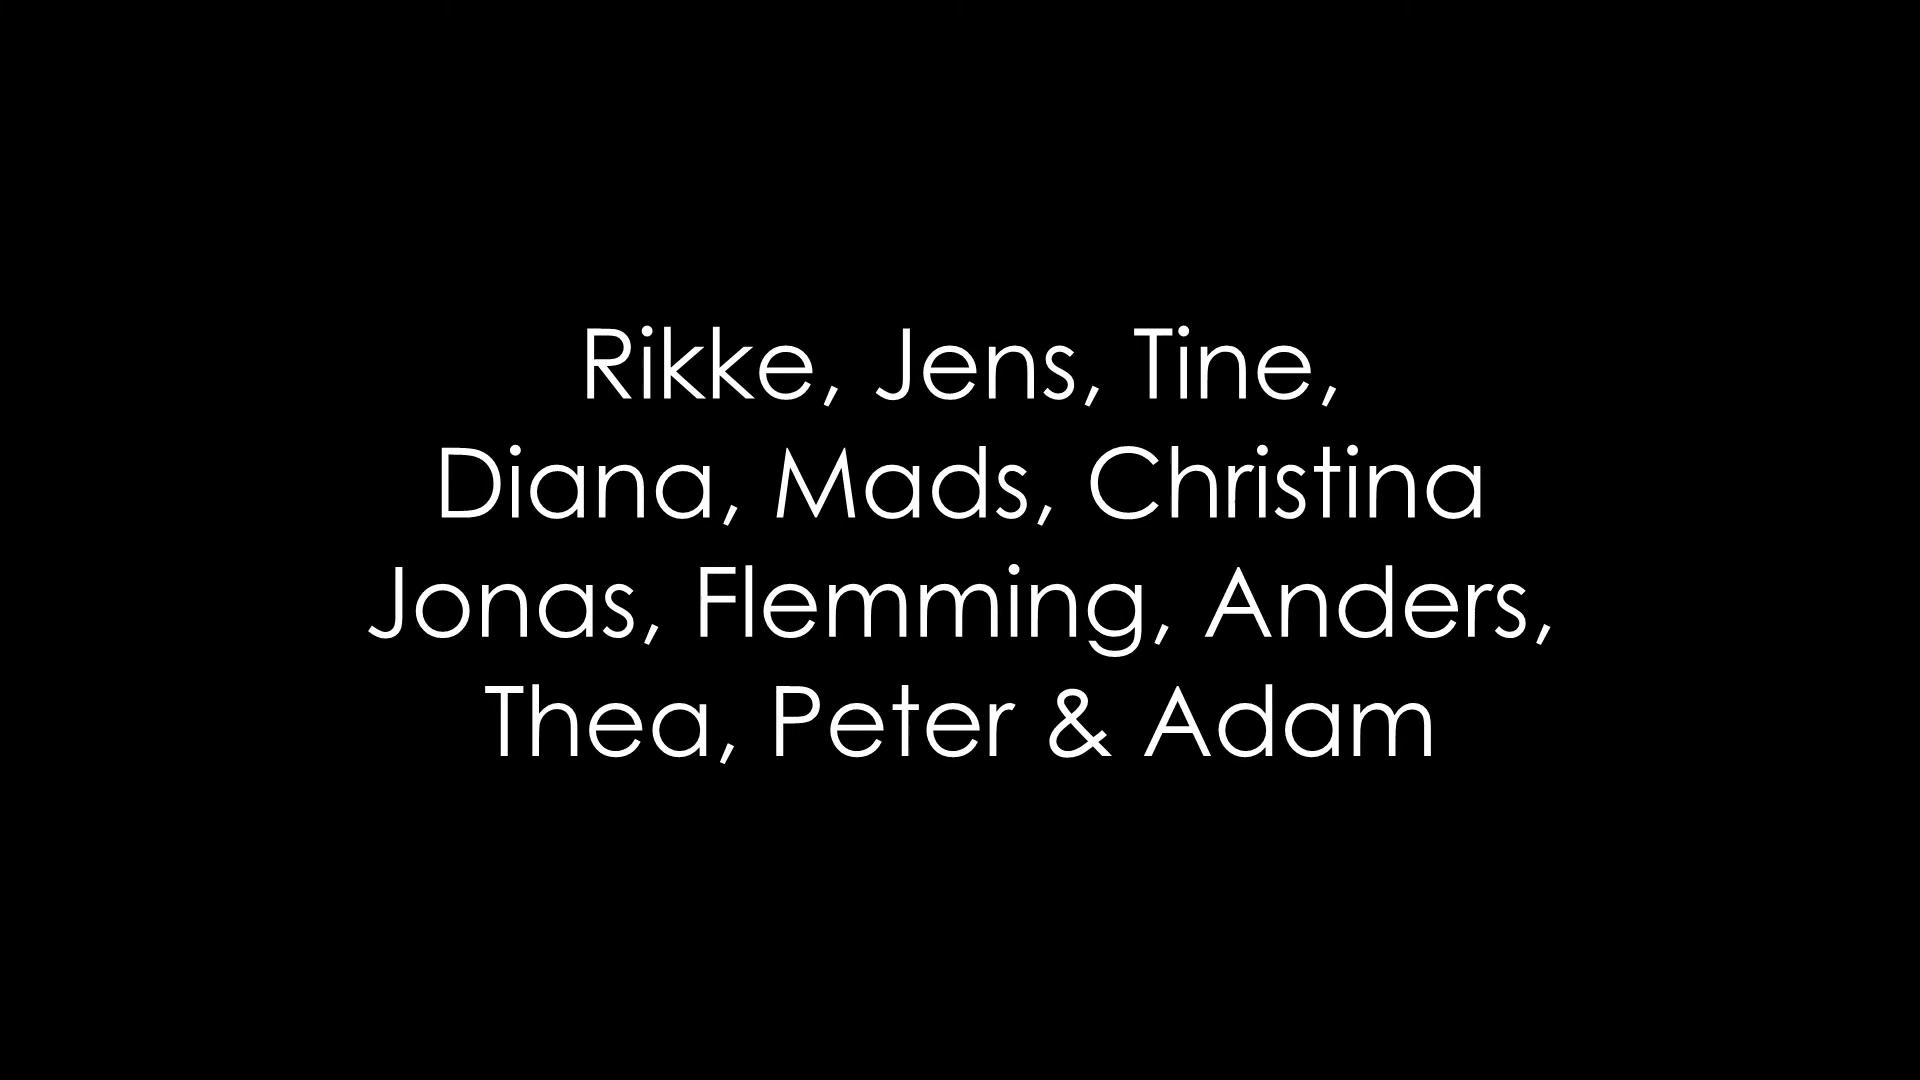 Rikke, Jens, Tine,
Diana, Mads, Christina
Jonas, Flemming, Anders,
Thea, Peter & Adam